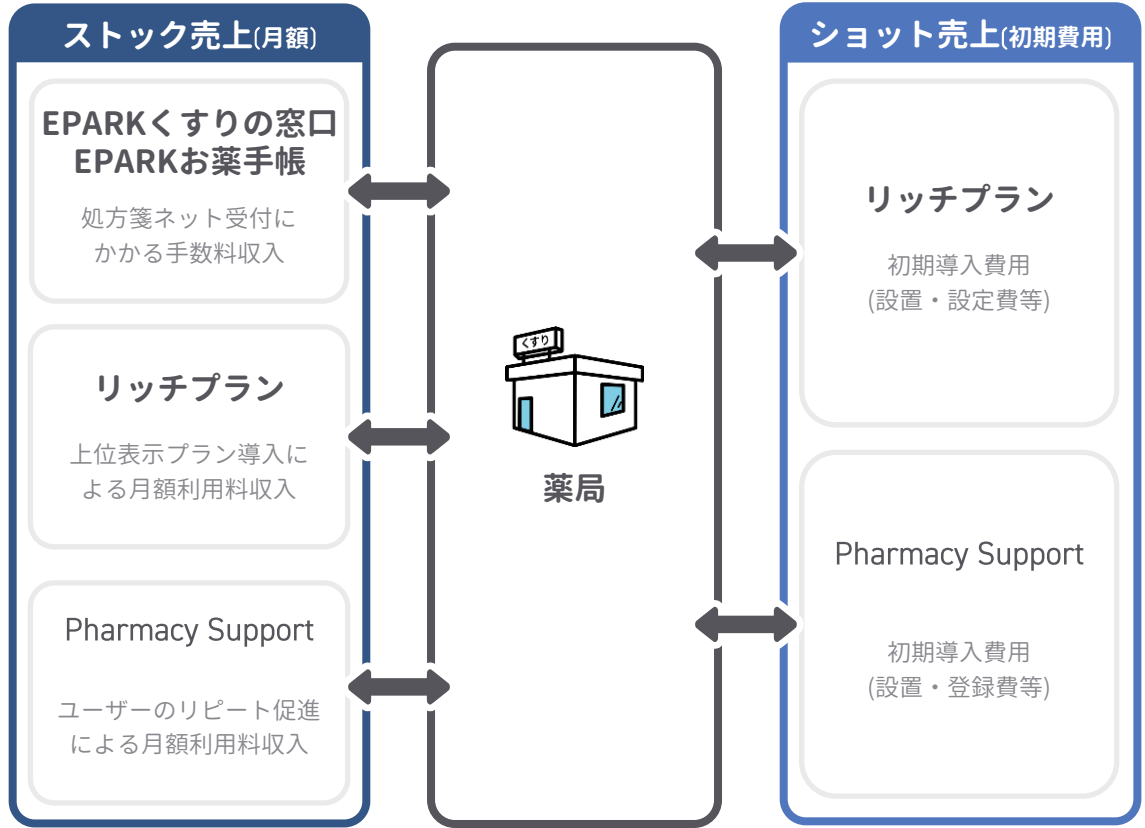 ストック売上(月額)
EPARKくすりの窓口
EPARKお薬手帳
処方箋ネット受付に
かかる手数料収入
リッチプラン
上位表示プラン導入に
よる月額利用料収入
Pharmacy Support
ユーザーのリピート促進
による月額利用料収入
くすり
薬局
ショット売上(初期費用)
リッチプラン
初期導入費用
(設置・設定費等)
Pharmacy Support
初期導入費用
(設置・登録費等)